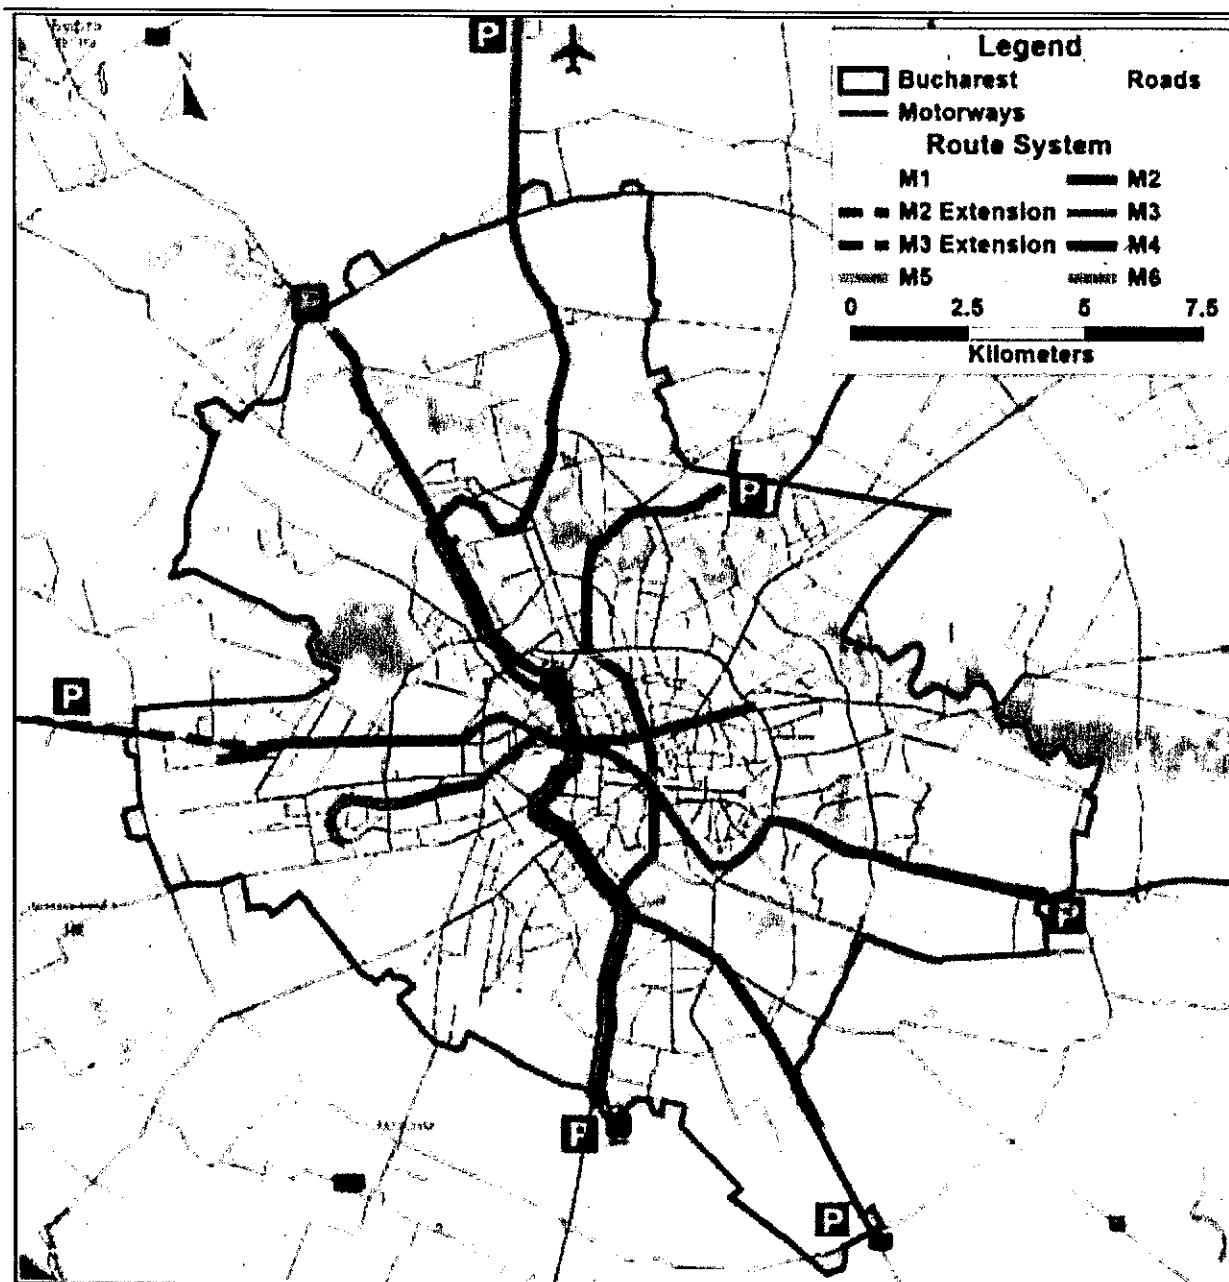 P
Legend
Bucharest Roads
Motorways
Route System
M1 M2
M2 Extension M3
M3 Extension M4
M5 M6
0 2.5 5 7.5
Kilometers
P
P
P
P
P
P